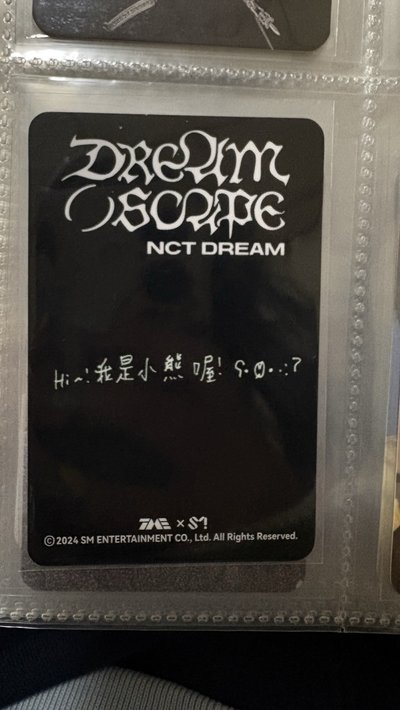 DREAM
( )SCAPE
NCT DREAM
Hi~! 我是小熊喔!
TME × SM!
©2024 SM ENTERTAINMENT CO., Ltd. All Rights Reserved.